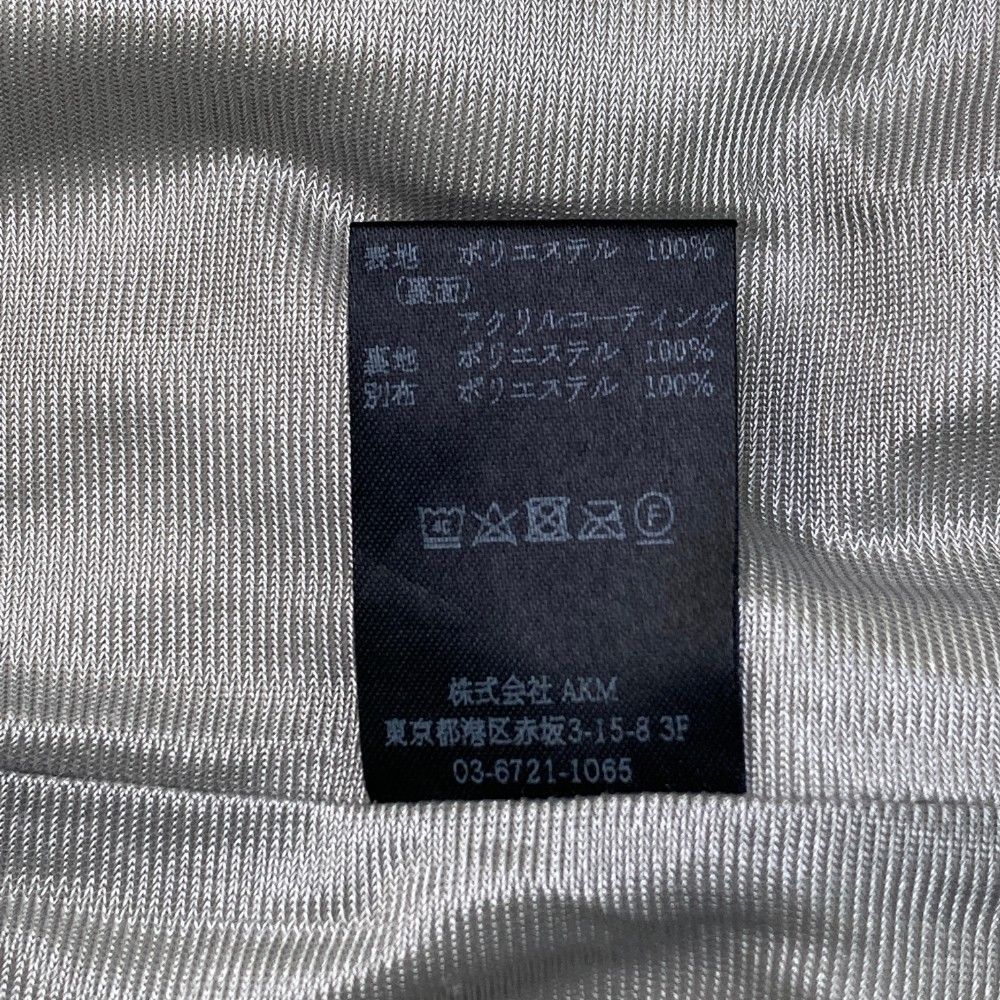 表地 ポリエステル 100%
(裏面)
アクリルコーティング
裏地 ポリエステル 100%
別布 ポリエステル 100%
F
株式会社 AKM
東京都港区赤坂3-15-8 3F
03-6721-1065